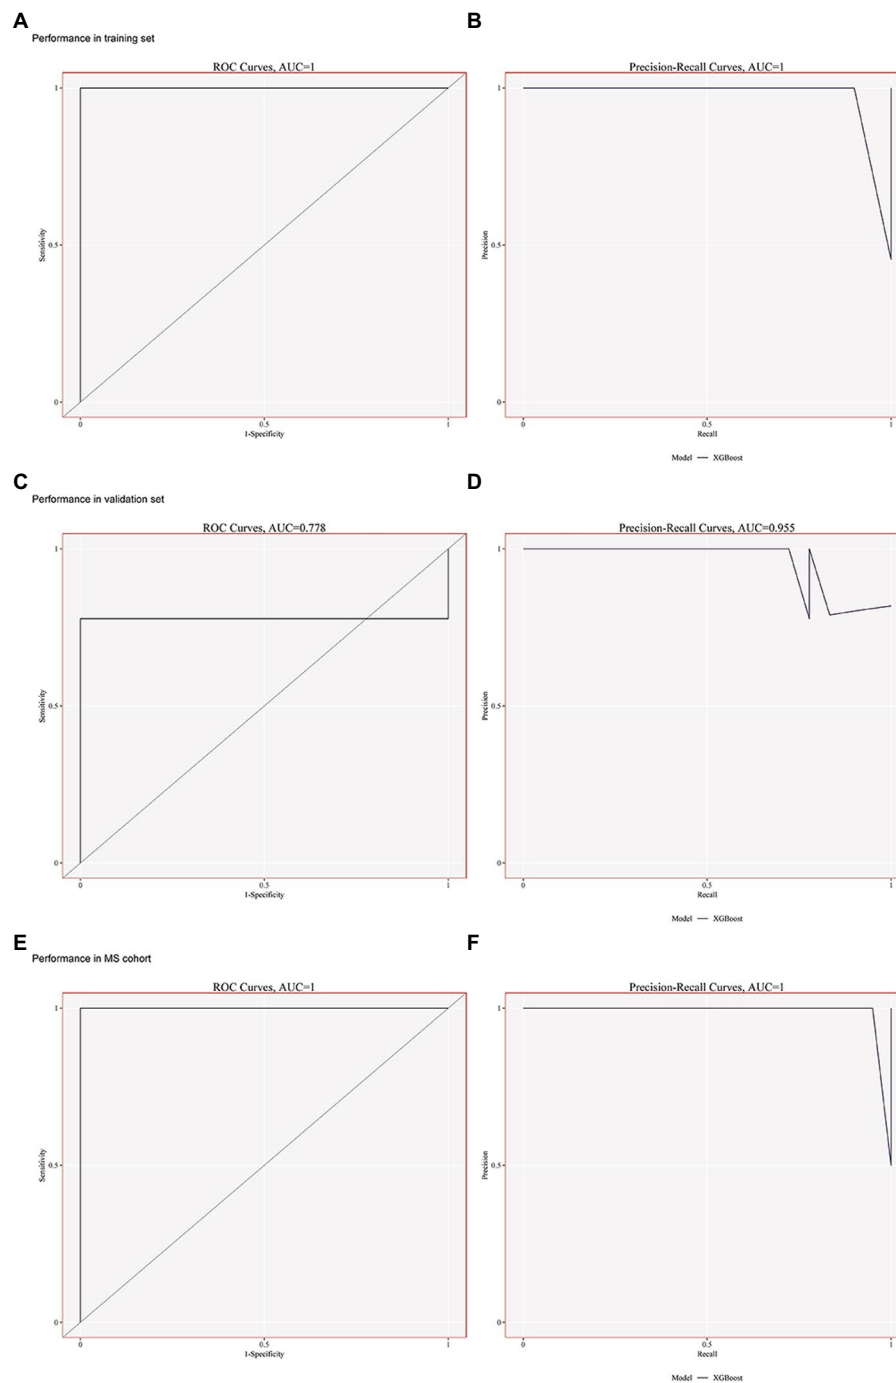 A
Performance in training set
ROC Curves, AUC=1
1
0.5
0
Sensitivity
0
0.5
1
1-Specificity
B
Precision-Recall Curves, AUC=1
1
0.5
0
Precision
0
0.5
1
Recall
Model
XGBoost
C
Performance in validation set
ROC Curves, AUC=0.778
1
0.5
0
Sensitivity
0
0.5
1
1-Specificity
D
Precision-Recall Curves, AUC=0.955
1
0.5
0
Precision
0
0.5
1
Recall
Model
XGBoost
E
Performance in MS cohort
ROC Curves, AUC=1
1
0.5
0
Sensitivity
0
0.5
1
1-Specificity
F
Precision-Recall Curves, AUC=1
1
0.5
0
Precision
0
0.5
1
Recall
Model
XGBoost